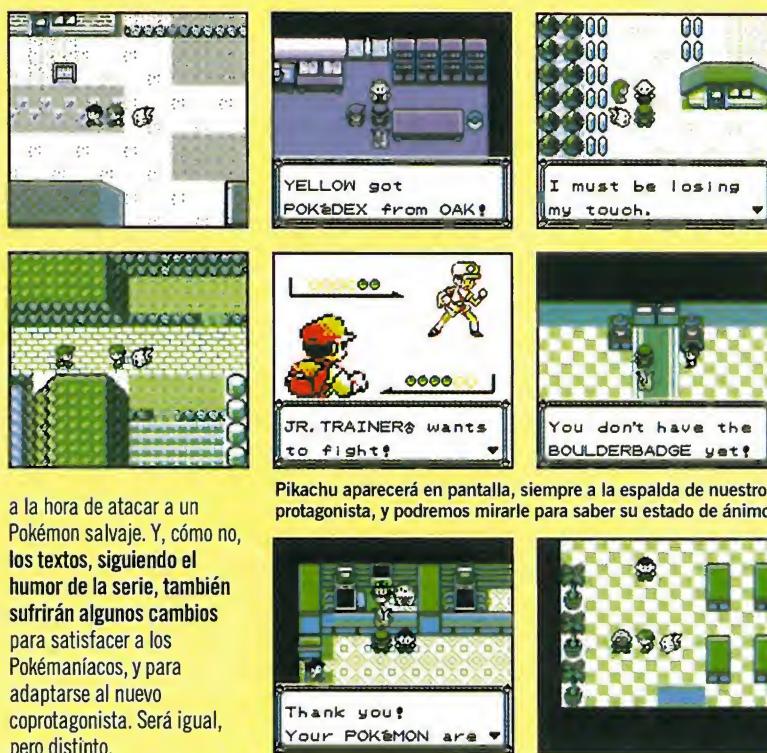 YELLOW got
POKéDEX from OAK!
I must be losing
my touch.
JR.TRAINER♀ wants
to fight!
You don't have the
BOULDERBADGE yet!
Pikachu aparecerá en pantalla, siempre a la espalda de nuestro
protagonista, y podremos mirarle para saber su estado de ánimo
a la hora de atacar a un
Pokémon salvaje. Y, cómo no,
los textos, siguiendo el
humor de la serie, también
sufrirán algunos cambios
para satisfacer a los
Pokémaníacos, y para
adaptarse al nuevo
coprotagonista. Será igual,
pero distinto.
Thank you!
Your POKéMON are